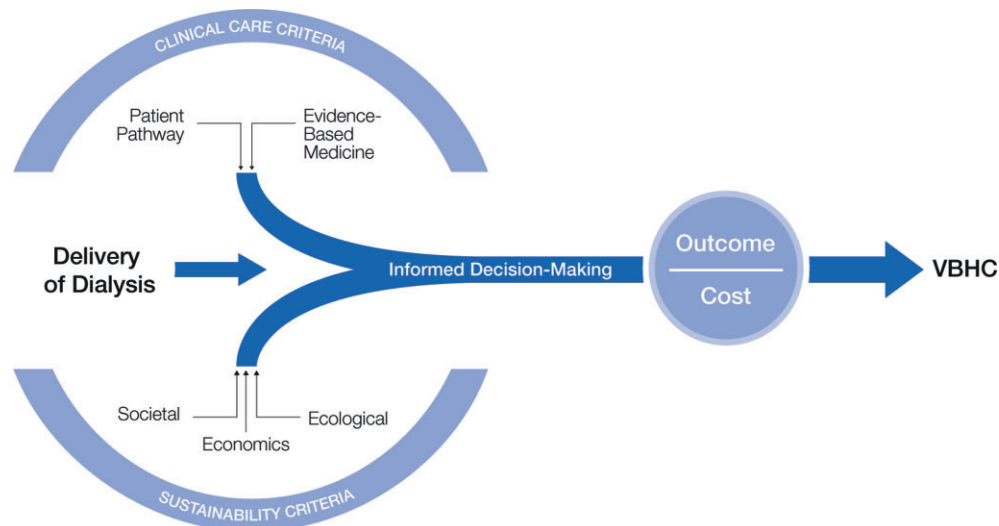 CLINICAL CARE CRITERIA
Patient
Pathway
Evidence-
Based
Medicine
Delivery
of Dialysis
Informed Decision-Making
Outcome
Cost
VBHC
Societal
Economics
Ecological
SUSTAINABILITY CRITERIA